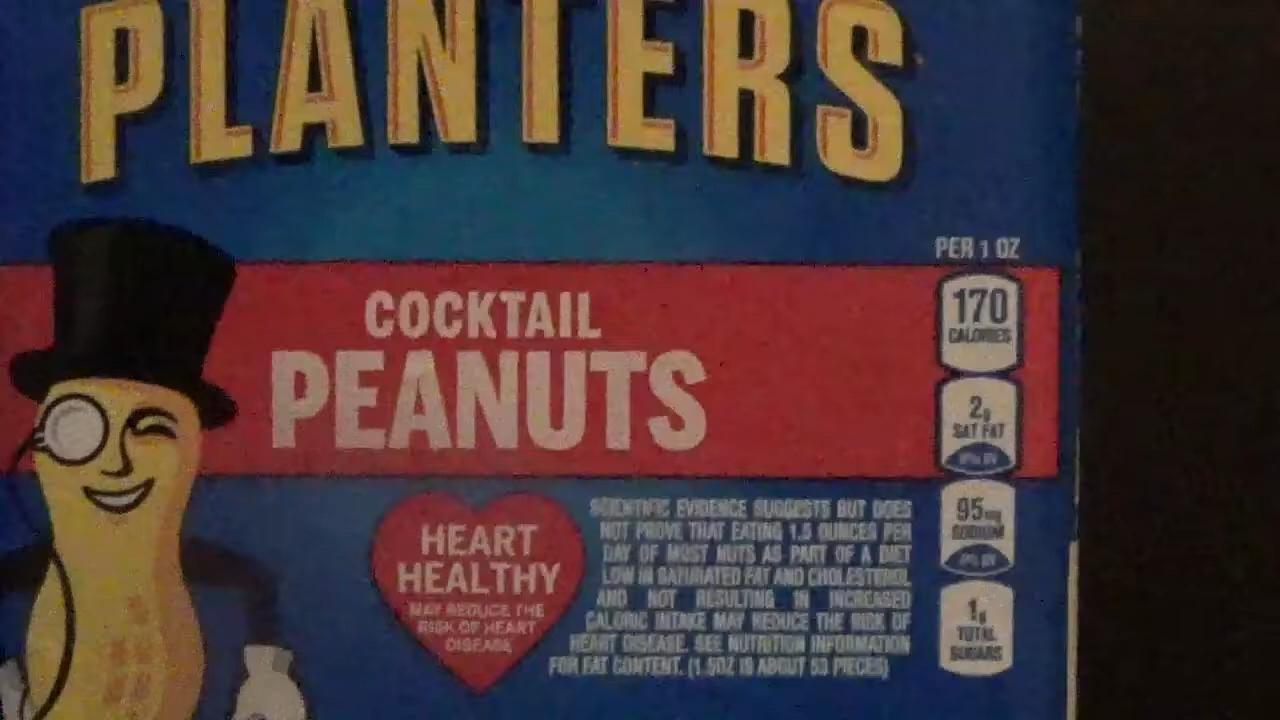 PLANTERS
PER 1 OZ
170
CALORIES
COCKTAIL
PEANUTS
2g
SAT FAT
95mg
SODIUM
1g
TOTAL
SUGARS
HEART
HEALTHY
MAY REDUCE THE
RISK OF HEART
DISEASE
SCIENTIFIC EVIDENCE SUGGESTS BUT DOES
NOT PROVE THAT EATING 1.5 OUNCES PER
DAY OF MOST NUTS AS PART OF A DIET
LOW IN SATURATED FAT AND CHOLESTEROL
AND NOT RESULTING IN INCREASED
CALORIC INTAKE MAY REDUCE THE RISK OF
HEART DISEASE. SEE NUTRITION INFORMATION
FOR FAT CONTENT. (1.5OZ IS ABOUT 53 PIECES)